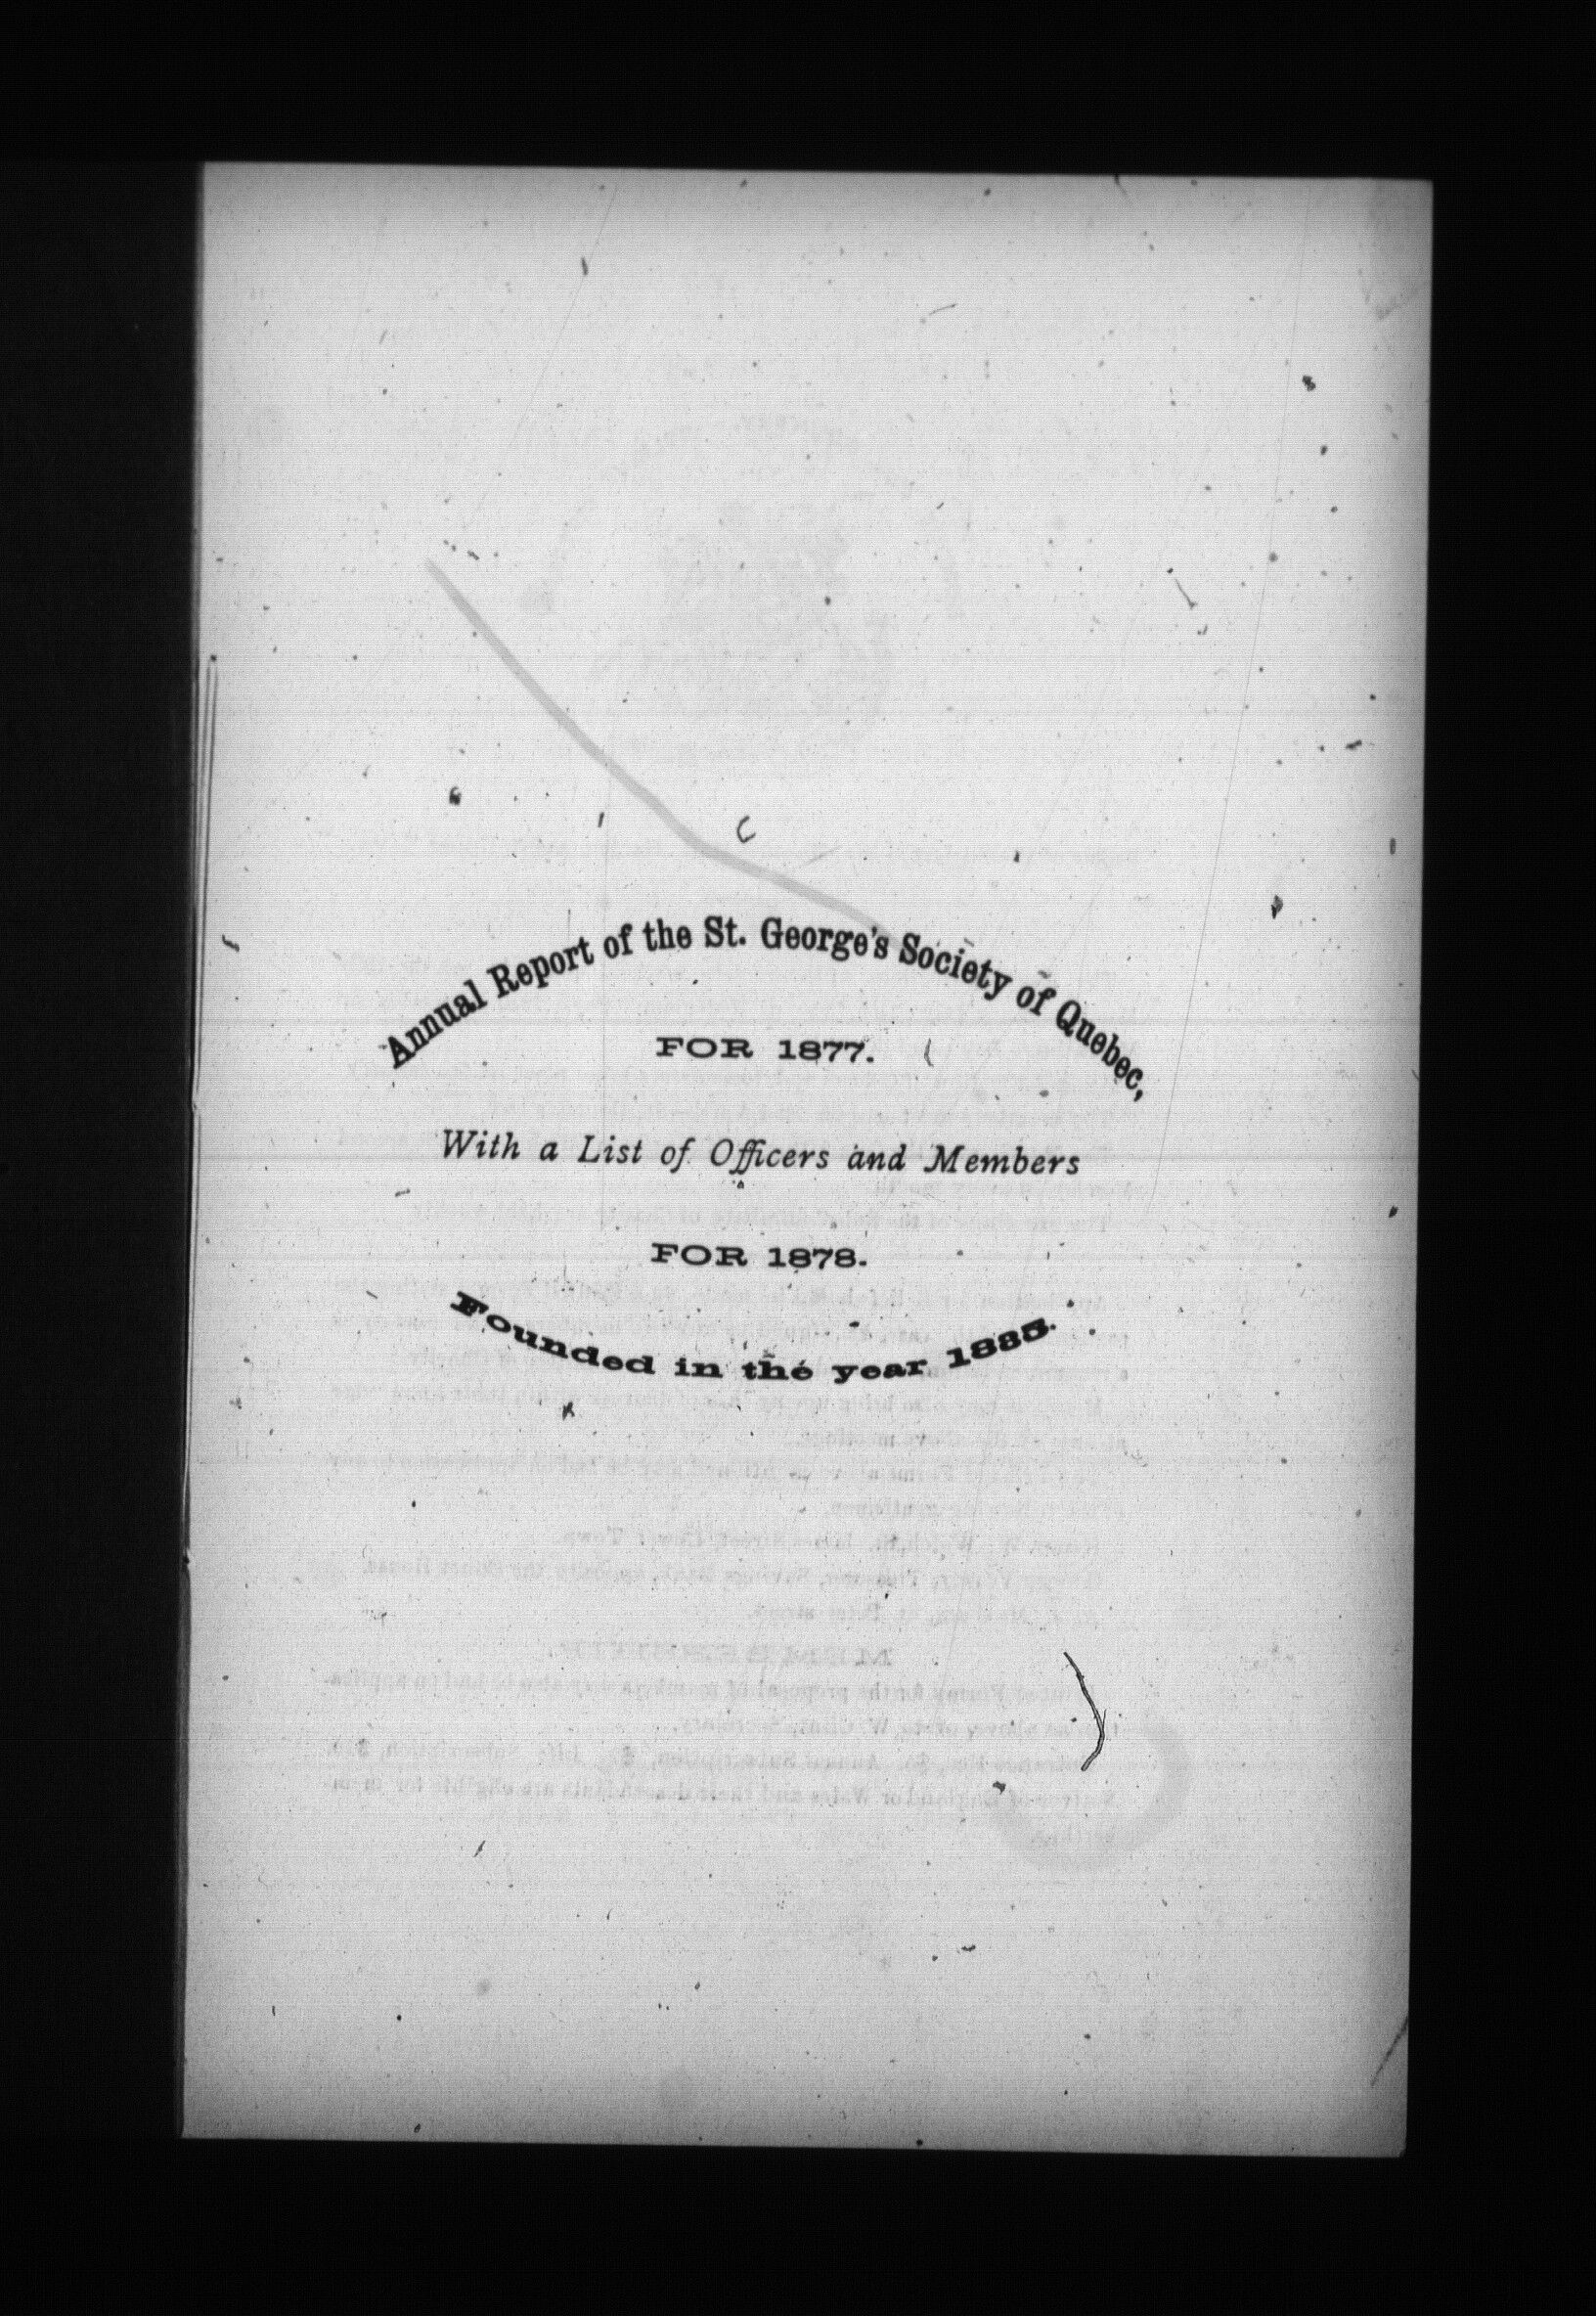 Annual Report of the St. George's Society of Quebec,
FOR 1877.
With a List of Officers and Members
FOR 1878.
Founded in the year 1835.